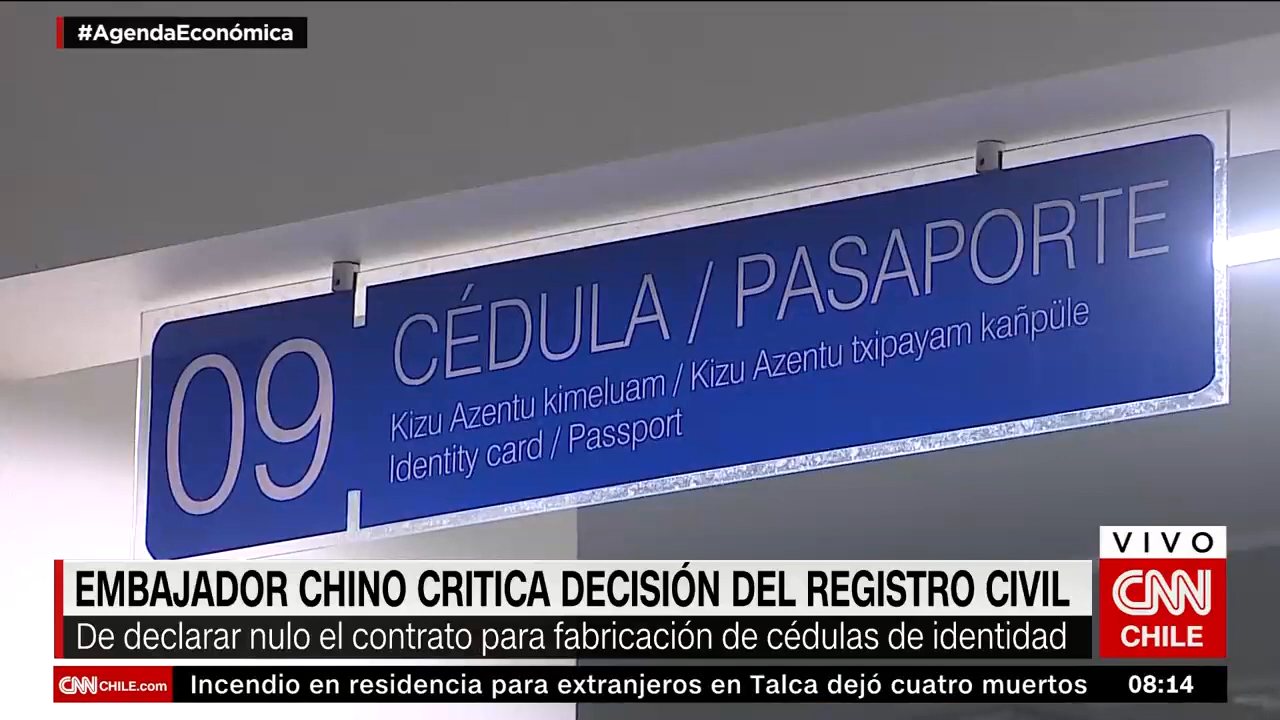 #AgendaEconómica
09
CÉDULA / PASAPORTE
Kizu Azentu kimeluam / Kizu Azentu txipayam kañpüle
Identity card / Passport
EMBAJADOR CHINO CRITICA DECISIÓN DEL REGISTRO CIVIL
De declarar nulo el contrato para fabricación de cédulas de identidad
VIVO
CNN
CHILE
CNNCHILE.com
Incendio en residencia para extranjeros en Talca dejó cuatro muertos
08:14